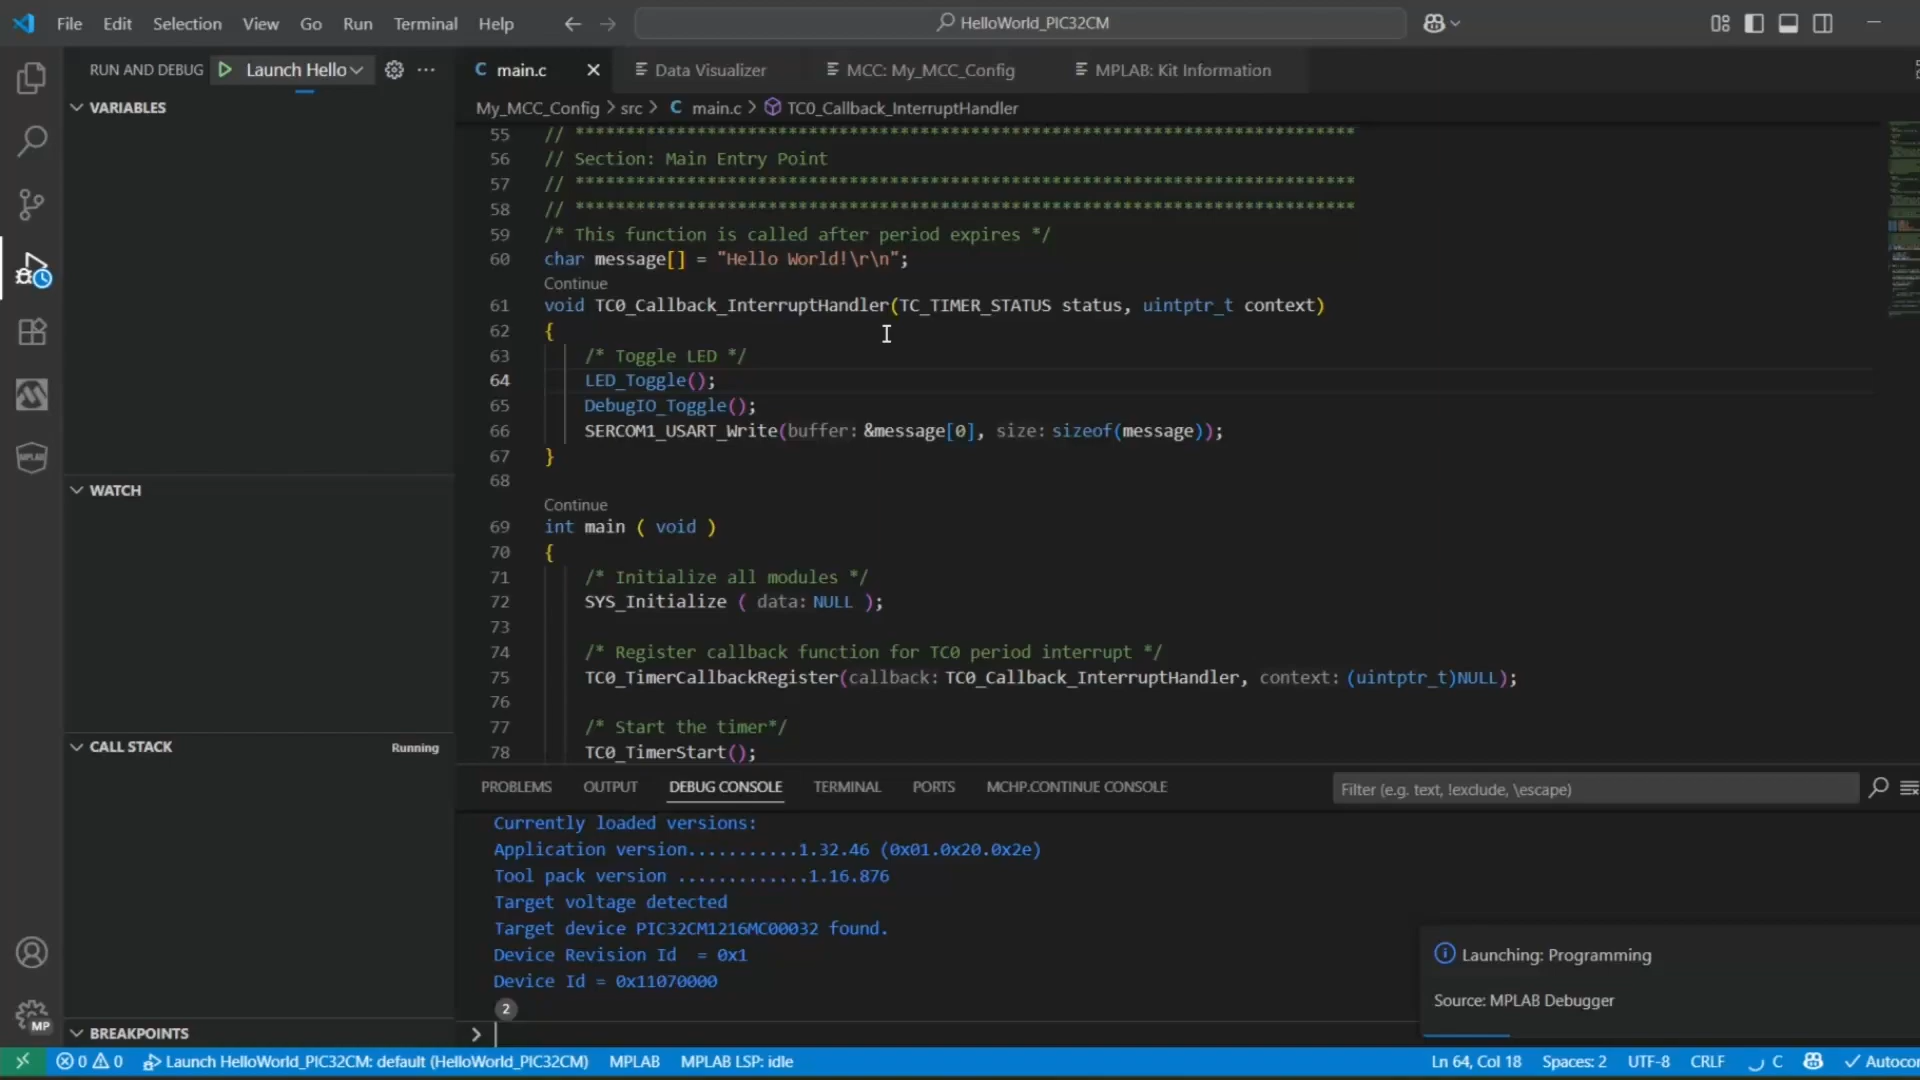 File Edit Selection View Go Run Terminal Help
HelloWorld_PIC32CM
RUN AND DEBUG Launch Hello
VARIABLES
WATCH
CALL STACK Running
BREAKPOINTS
main.c Data Visualizer MCC: My_MCC_Config MPLAB: Kit Information
My_MCC_Config > src > C main.c > TC0_Callback_InterruptHandler
55 // *****************************************************************************
56 // Section: Main Entry Point
57 // *****************************************************************************
58 // *****************************************************************************
59 /* This function is called after period expires */
60 char message[] = "Hello World!\r\n";
Continue
61 void TC0_Callback_InterruptHandler(TC_TIMER_STATUS status, uintptr_t context)
62 {
63 /* Toggle LED */
64 LED_Toggle();
65 DebugIO_Toggle();
66 SERCOM1_USART_Write(buffer: &message[0], size: sizeof(message));
67 }
68
Continue
69 int main ( void )
70 {
71 /* Initialize all modules */
72 SYS_Initialize ( data: NULL );
73
74 /* Register callback function for TC0 period interrupt */
75 TC0_TimerCallbackRegister(callback: TC0_Callback_InterruptHandler, context: (uintptr_t)NULL);
76
77 /* Start the timer*/
78 TC0_TimerStart();
PROBLEMS OUTPUT DEBUG CONSOLE TERMINAL PORTS MCHP.CONTINUE CONSOLE Filter (e.g. text, !exclude, \escape)
Currently loaded versions:
Application version...........1.32.46 (0x01.0x20.0x2e)
Tool pack version .............1.16.876
Target voltage detected
Target device PIC32CM1216MC00032 found.
Device Revision Id = 0x1
Device Id = 0x11070000
2
>
Launching: Programming
Source: MPLAB Debugger
MPLAB
MP
0 0 Launch HelloWorld_PIC32CM: default (HelloWorld_PIC32CM) MPLAB MPLAB LSP: idle Ln 64, Col 18 Spaces: 2 UTF-8 CRLF C Autocon